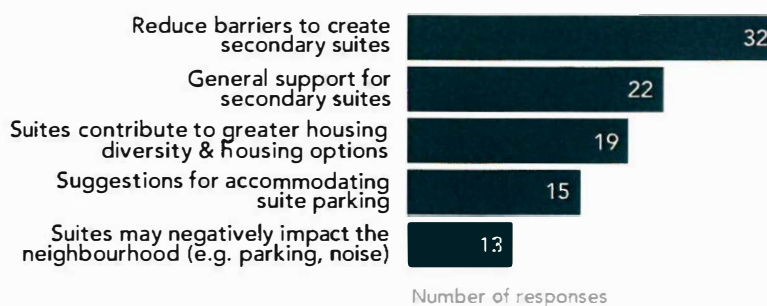 Reduce barriers to create
secondary suites
32
General support for
secondary suites
22
Suites contribute to greater housing
diversity & housing options
19
Suggestions for accommodating
suite parking
15
Suites may negatively impact the
neighbourhood (e.g. parking, noise)
13
Number of responses